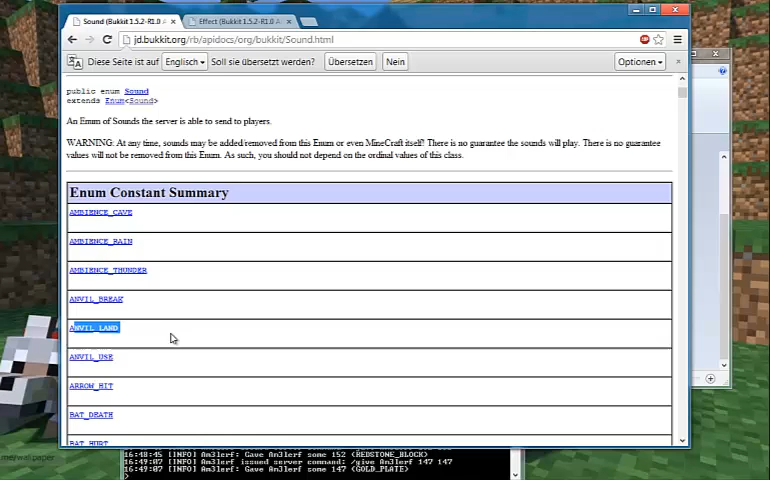 Sound (Bukkit 1.5.2-R1.0 A
Effect (Bukkit 1.5.2-R1.0 A
jd.bukkit.org/rb/apidocs/org/bukkit/Sound.html
Diese Seite ist auf Englisch Soll sie übersetzt werden? Übersetzen Nein Optionen
public enum Sound
extends Enum<Sound>
An Enum of Sounds the server is able to send to players.
WARNING: At any time, sounds may be added/removed from this Enum or even MineCraft itself! There is no guarantee the sounds will play. There is no guarantee
values will not be removed from this Enum. As such, you should not depend on the ordinal values of this class.
Enum Constant Summary
AMBIENCE_CAVE
AMBIENCE_RAIN
AMBIENCE_THUNDER
ANVIL_BREAK
ANVIL_LAND
ANVIL_USE
ARROW_HIT
BAT_DEATH
BAT_HURT
me/wallpaper
16:48:45 [INFO] Am3lerf: Gave Am3lerf some 152 (REDSTONE_BLOCK)
16:49:07 [INFO] Am3lerf issued server command: /give Am3lerf 147 147
16:49:07 [INFO] Am3lerf: Gave Am3lerf some 147 (GOLD_PLATE)
>